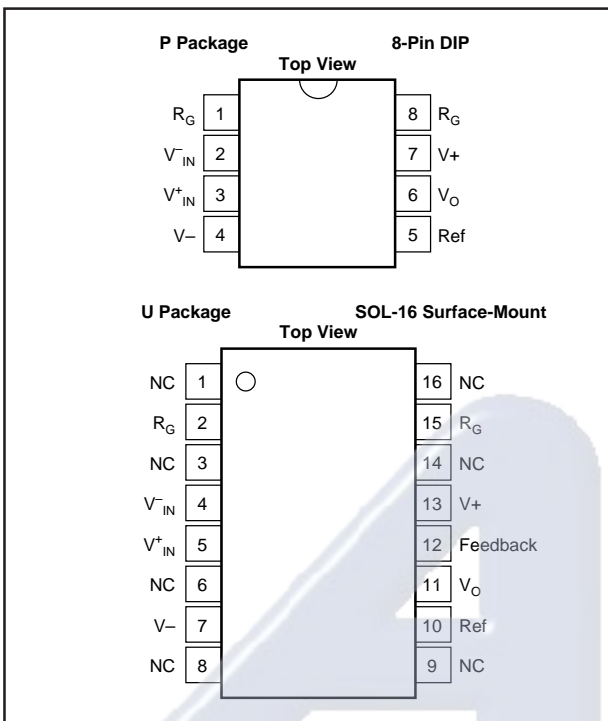 P Package 8-Pin DIP
Top View
R_G 1 8 R_G
V⁻_IN 2 7 V+
V⁺_IN 3 6 V_O
V– 4 5 Ref
U Package SOL-16 Surface-Mount
Top View
NC 1 16 NC
R_G 2 15 R_G
NC 3 14 NC
V⁻_IN 4 13 V+
V⁺_IN 5 12 Feedback
NC 6 11 V_O
V– 7 10 Ref
NC 8 9 NC